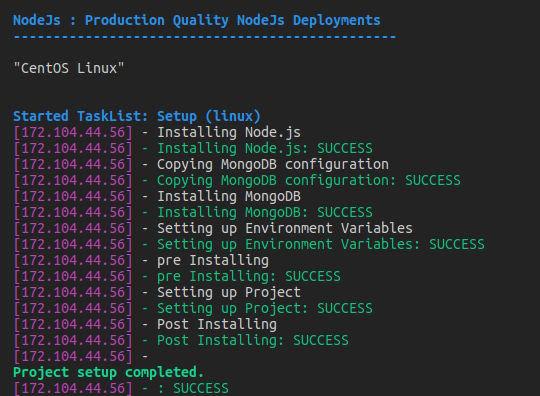 NodeJs : Production Quality NodeJs Deployments
------------------------------------------------
"CentOS Linux"
Started TaskList: Setup (linux)
[172.104.44.56] - Installing Node.js
[172.104.44.56] - Installing Node.js: SUCCESS
[172.104.44.56] - Copying MongoDB configuration
[172.104.44.56] - Copying MongoDB configuration: SUCCESS
[172.104.44.56] - Installing MongoDB
[172.104.44.56] - Installing MongoDB: SUCCESS
[172.104.44.56] - Setting up Environment Variables
[172.104.44.56] - Setting up Environment Variables: SUCCESS
[172.104.44.56] - pre Installing
[172.104.44.56] - pre Installing: SUCCESS
[172.104.44.56] - Setting up Project
[172.104.44.56] - Setting up Project: SUCCESS
[172.104.44.56] - Post Installing
[172.104.44.56] - Post Installing: SUCCESS
[172.104.44.56] -
Project setup completed.
[172.104.44.56] - : SUCCESS